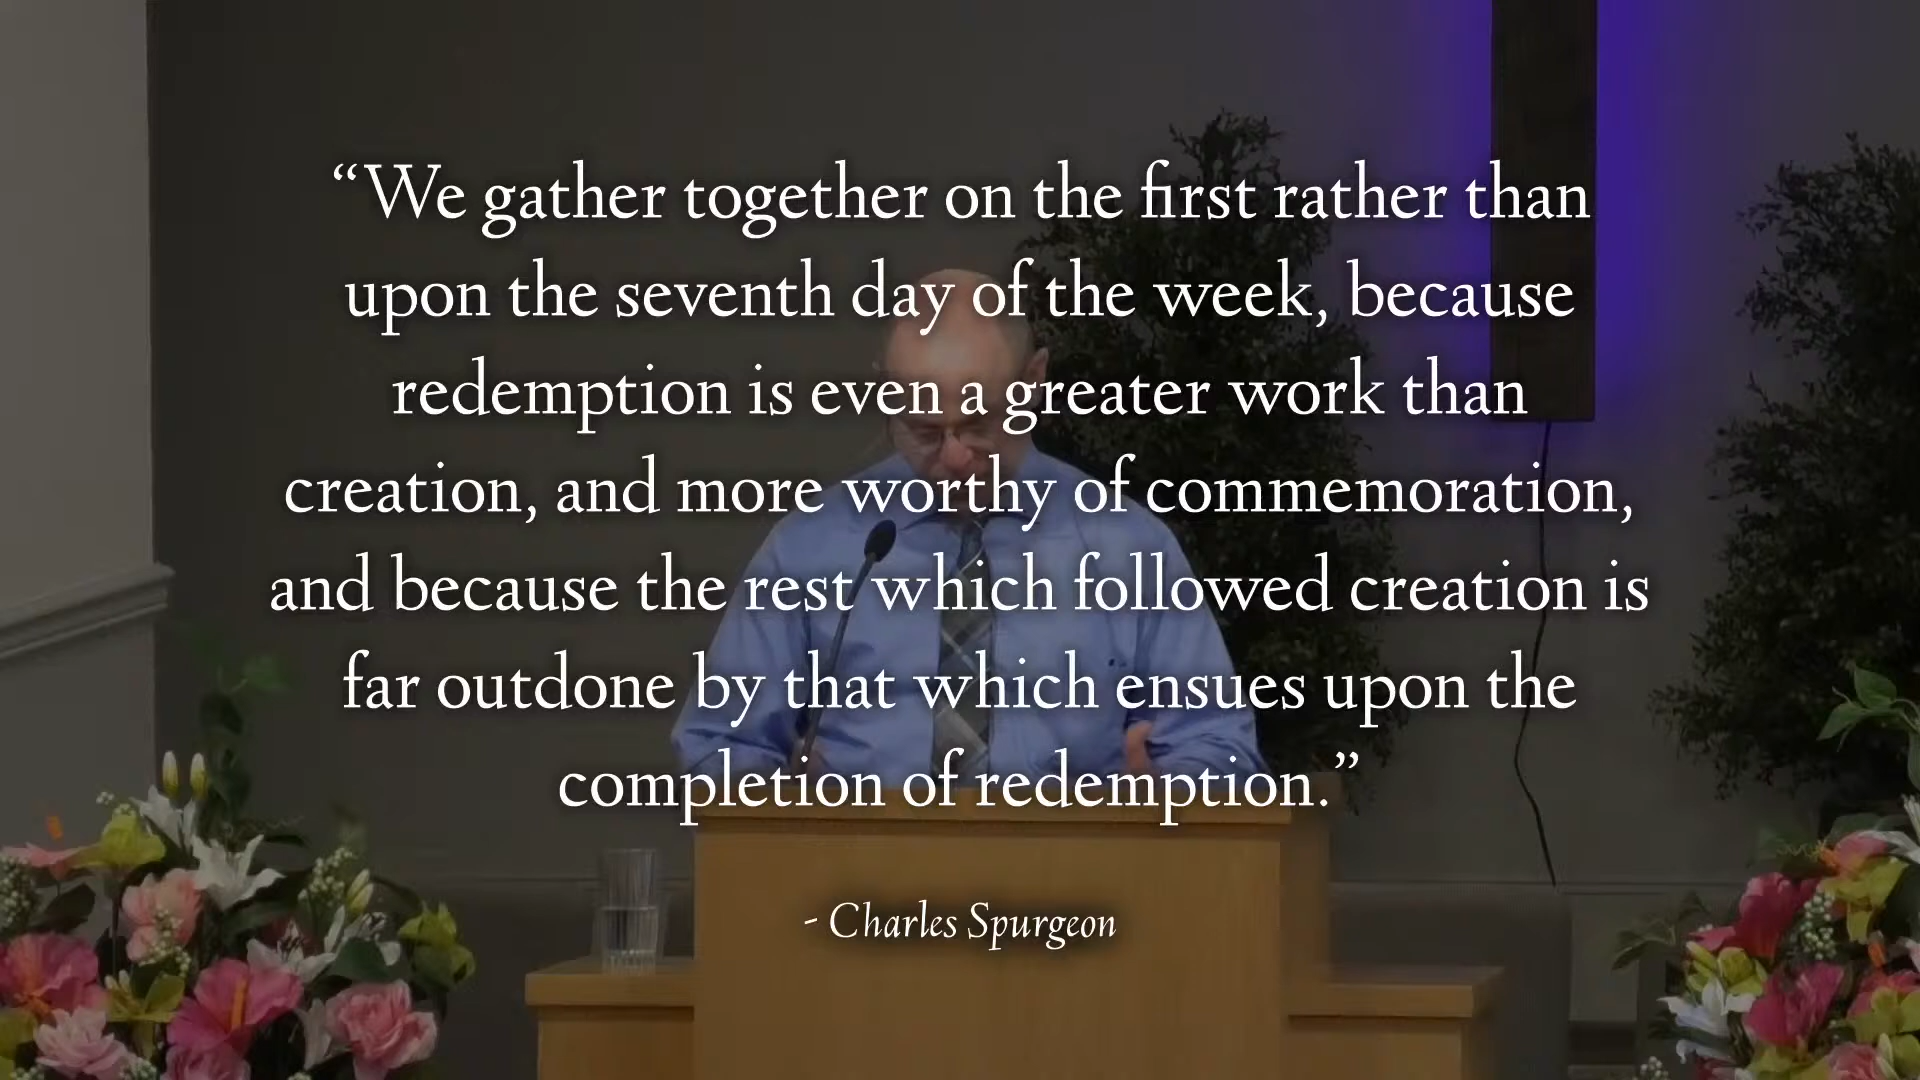 “We gather together on the first rather than
upon the seventh day of the week, because
redemption is even a greater work than
creation, and more worthy of commemoration,
and because the rest which followed creation is
far outdone by that which ensues upon the
completion of redemption.”
- Charles Spurgeon